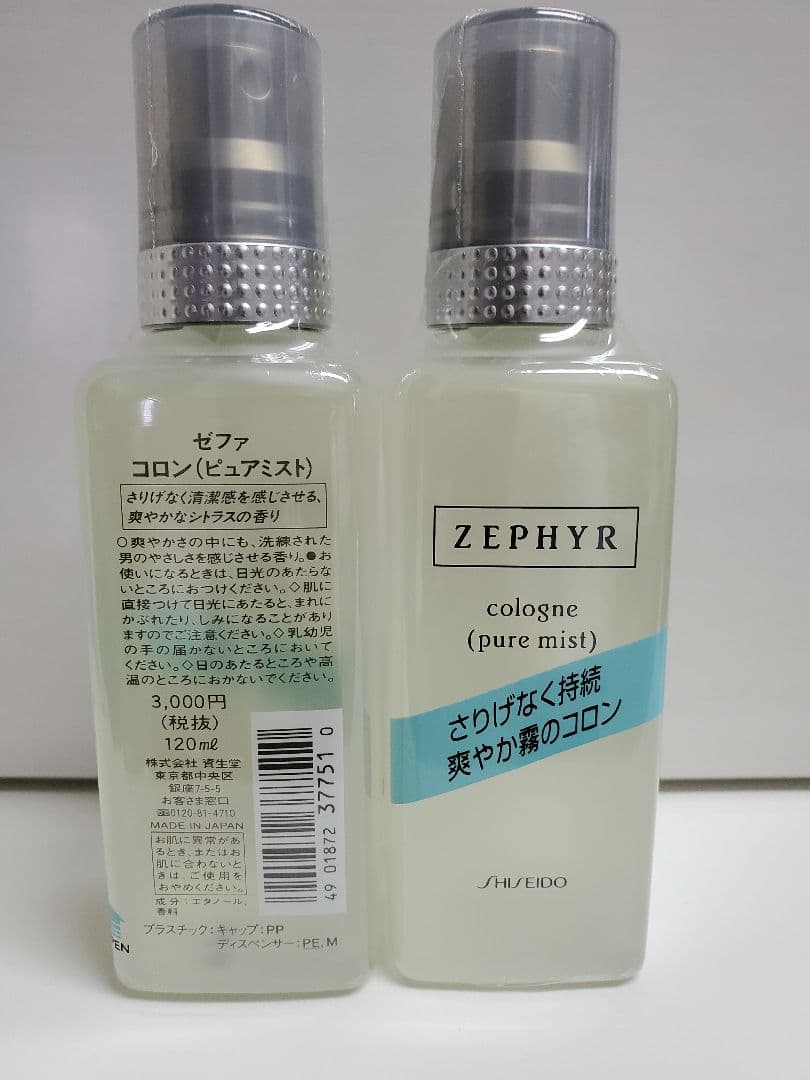 ゼファ
コロン(ピュアミスト)
さりげなく清潔感を感じさせる、
爽やかなシトラスの香り
○爽やかさの中にも、洗練された
男のやさしさを感じさせる香り。●お
使いになるときは、日光のあたらな
いところにおつけください。◇肌に
直接つけて日光にあたると、まれに
かぶれたり、しみになることがあり
ますのでご注意ください。◇乳幼児
の手の届かないところにおいて
ください。◇日のあたるところや高
温のところにおかないでください。
3,000円
(税抜)
120㎖
株式会社 資生堂
東京都中央区
銀座7-5-5
お客さま窓口
☎0120-81-4710
MADE IN JAPAN
お肌に異常があ
るとき、またはお
肌に合わないと
きは、ご使用を
おやめください。
成分:エタノール、
香料
プラスチック:キャップ:PP
ディスペンサー:PE,M
PEN
49 01872 37751 0
ZEPHYR
cologne
(pure mist)
さりげなく持続
爽やか霧のコロン
SHISEIDO